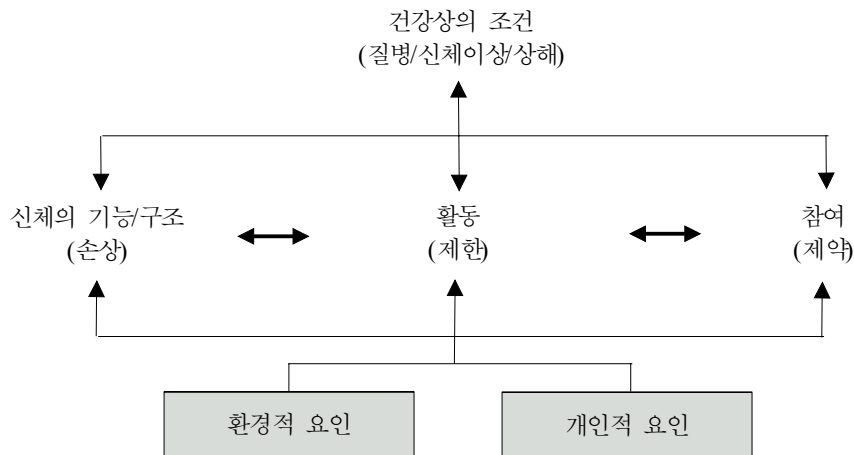 건강상의 조건
(질병/신체이상/상해)
신체의 기능/구조
(손상)
활동
(제한)
참여
(제약)
환경적 요인
개인적 요인